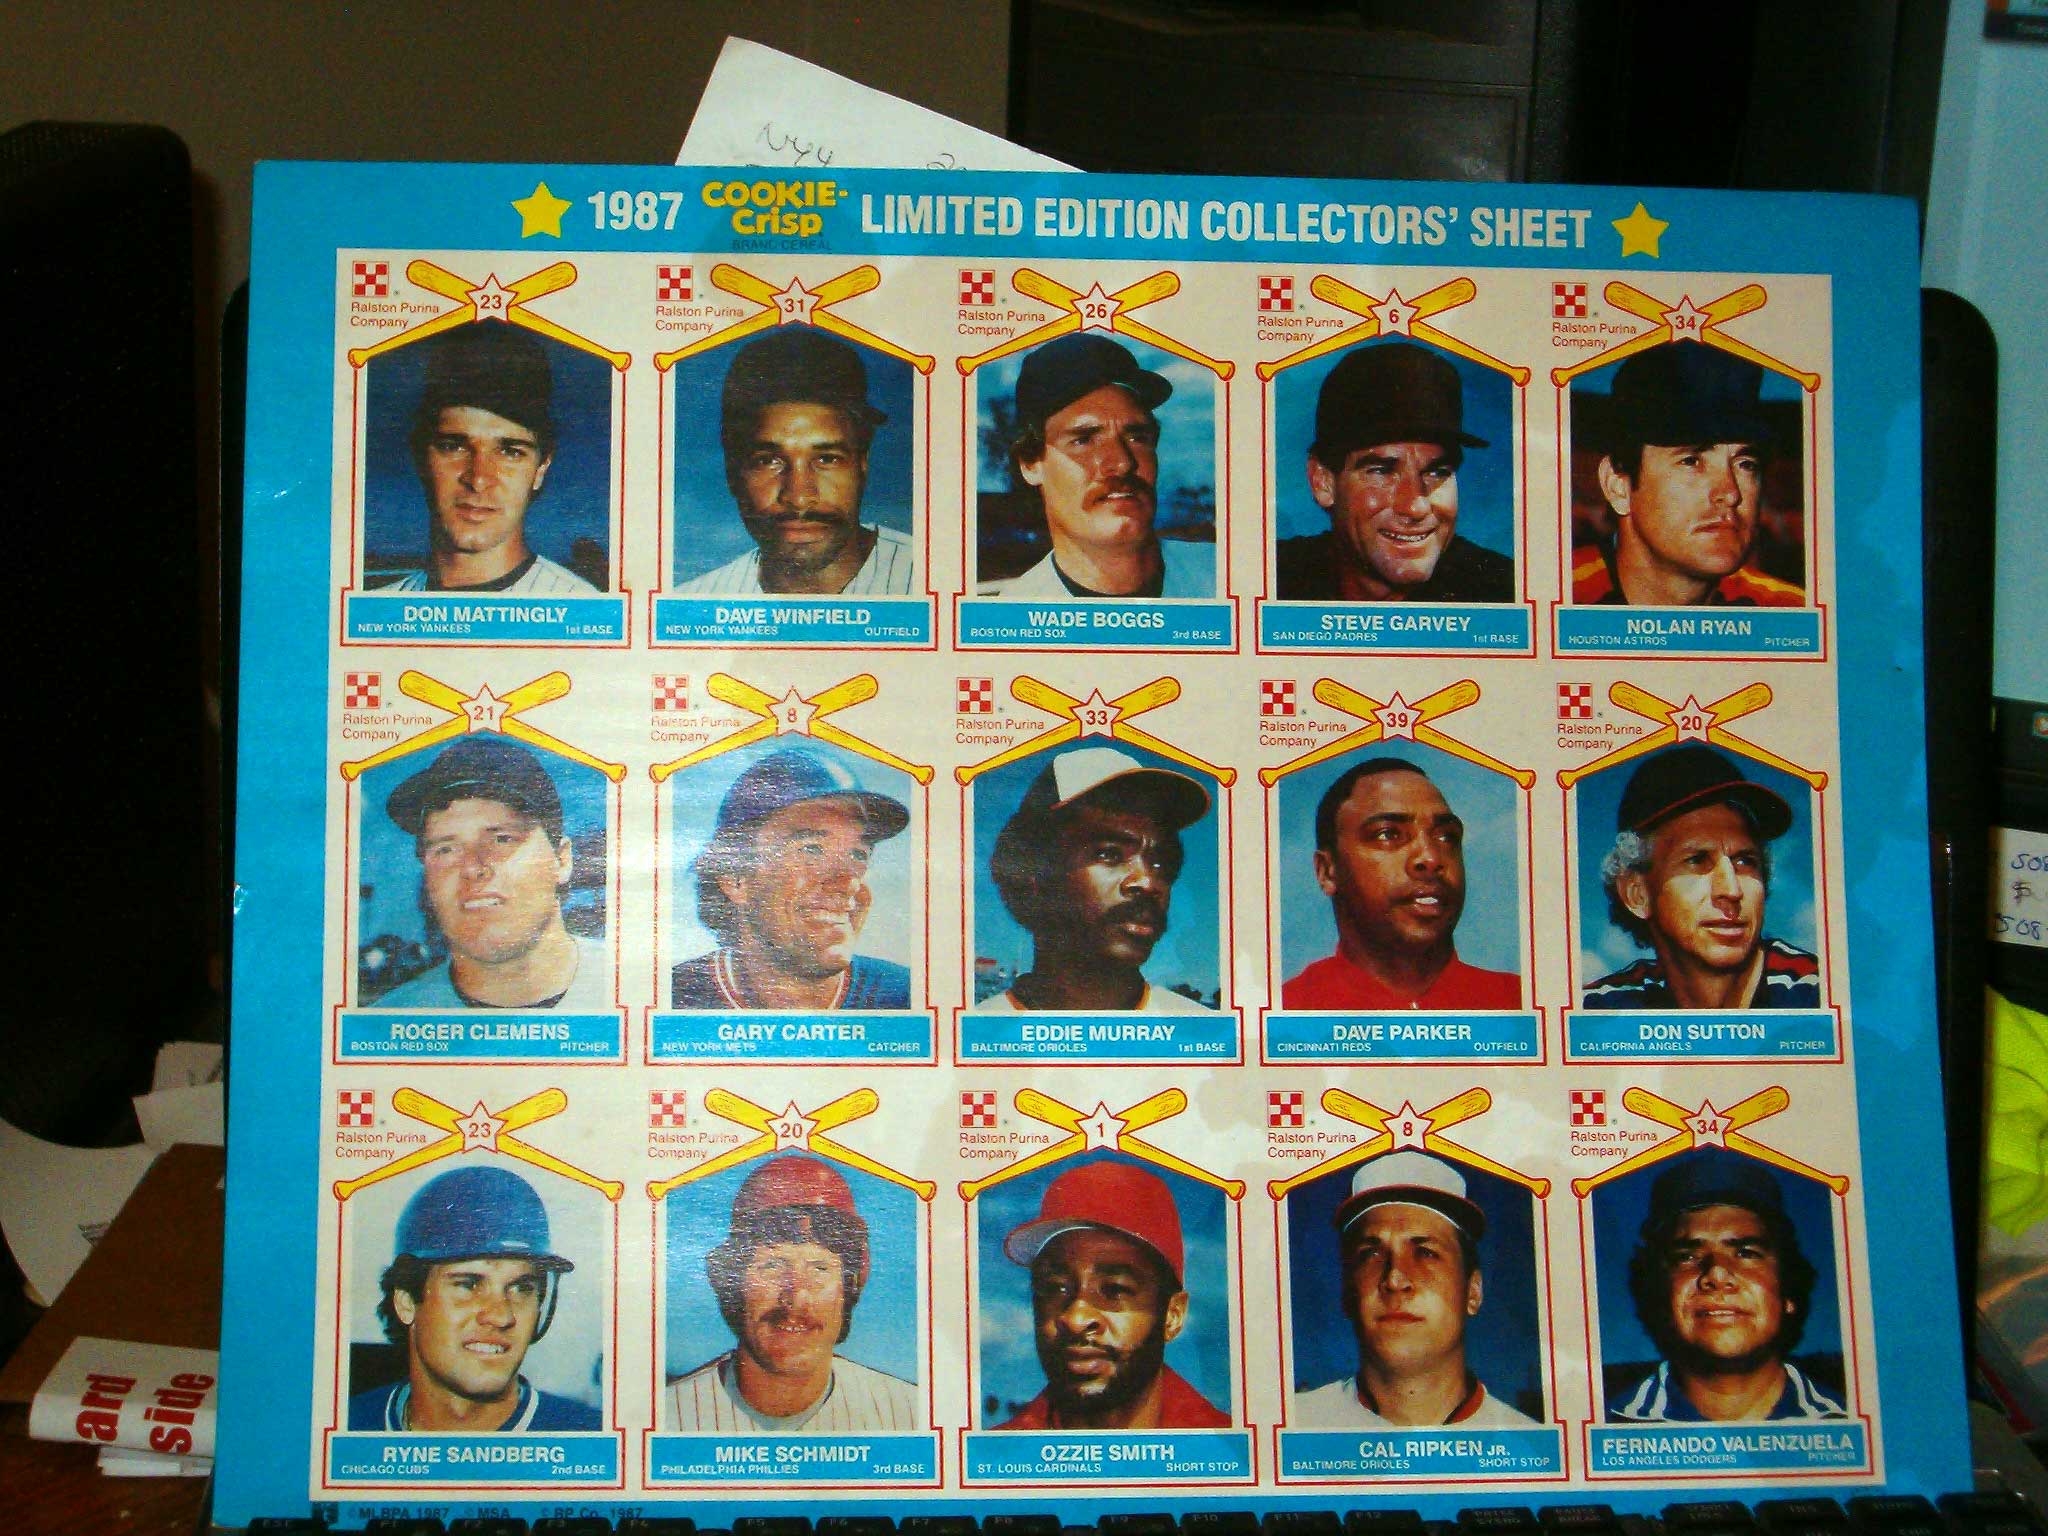 1987 COOKIE-Crisp BRAND CEREAL LIMITED EDITION COLLECTORS' SHEET
Ralston Purina Company
23
DON MATTINGLY
NEW YORK YANKEES 1st BASE
Ralston Purina Company
31
DAVE WINFIELD
NEW YORK YANKEES OUTFIELD
Ralston Purina Company
26
WADE BOGGS
BOSTON RED SOX 3rd BASE
Ralston Purina Company
6
STEVE GARVEY
SAN DIEGO PADRES 1st BASE
Ralston Purina Company
34
NOLAN RYAN
HOUSTON ASTROS PITCHER
Ralston Purina Company
21
ROGER CLEMENS
BOSTON RED SOX PITCHER
Ralston Purina Company
8
GARY CARTER
NEW YORK METS CATCHER
Ralston Purina Company
33
EDDIE MURRAY
BALTIMORE ORIOLES 1st BASE
Ralston Purina Company
39
DAVE PARKER
CINCINNATI REDS OUTFIELD
Ralston Purina Company
20
DON SUTTON
CALIFORNIA ANGELS PITCHER
Ralston Purina Company
23
RYNE SANDBERG
CHICAGO CUBS 2nd BASE
Ralston Purina Company
20
MIKE SCHMIDT
PHILADELPHIA PHILLIES 3rd BASE
Ralston Purina Company
1
OZZIE SMITH
ST. LOUIS CARDINALS SHORT STOP
Ralston Purina Company
8
CAL RIPKEN JR.
BALTIMORE ORIOLES SHORT STOP
Ralston Purina Company
34
FERNANDO VALENZUELA
LOS ANGELES DODGERS PITCHER
© MLBPA 1987 © MSA © RP Co. 1987
ard
side